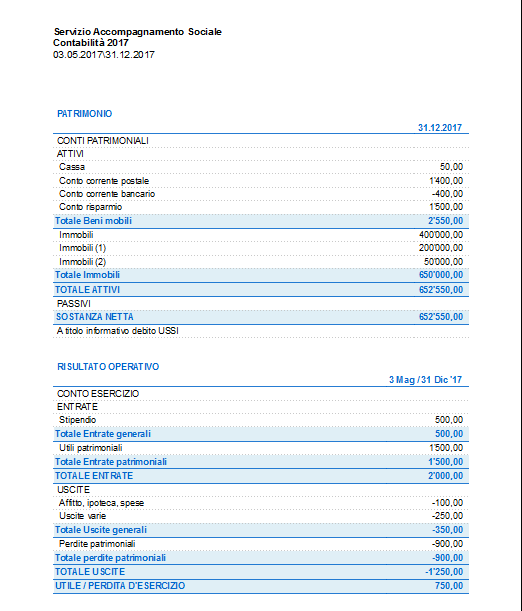 Servizio Accompagnamento Sociale
Contabilità 2017
03.05.2017\31.12.2017
PATRIMONIO
31.12.2017
CONTI PATRIMONIALI
ATTIVI
Cassa 50,00
Conto corrente postale 1'400,00
Conto corrente bancario -400,00
Conto risparmio 1'500,00
Totale Beni mobili 2'550,00
Immobili 400'000,00
Immobili (1) 200'000,00
Immobili (2) 50'000,00
Totale Immobili 650'000,00
TOTALE ATTIVI 652'550,00
PASSIVI
SOSTANZA NETTA 652'550,00
A titolo informativo debito USSI
RISULTATO OPERATIVO
3 Mag / 31 Dic '17
CONTO ESERCIZIO
ENTRATE
Stipendio 500,00
Totale Entrate generali 500,00
Utili patrimoniali 1'500,00
Totale Entrate patrimoniali 1'500,00
TOTALE ENTRATE 2'000,00
USCITE
Affitto, ipoteca, spese -100,00
Uscite varie -250,00
Totale Uscite generali -350,00
Perdite patrimoniali -900,00
Totale perdite patrimoniali -900,00
TOTALE USCITE -1'250,00
UTILE / PERDITA D'ESERCIZIO 750,00